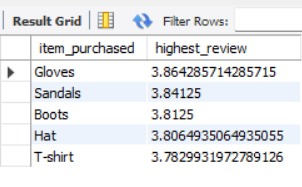 Result Grid Filter Rows:
item_purchased highest_review
Gloves 3.864285714285715
Sandals 3.84125
Boots 3.8125
Hat 3.8064935064935055
T-shirt 3.7829931972789126